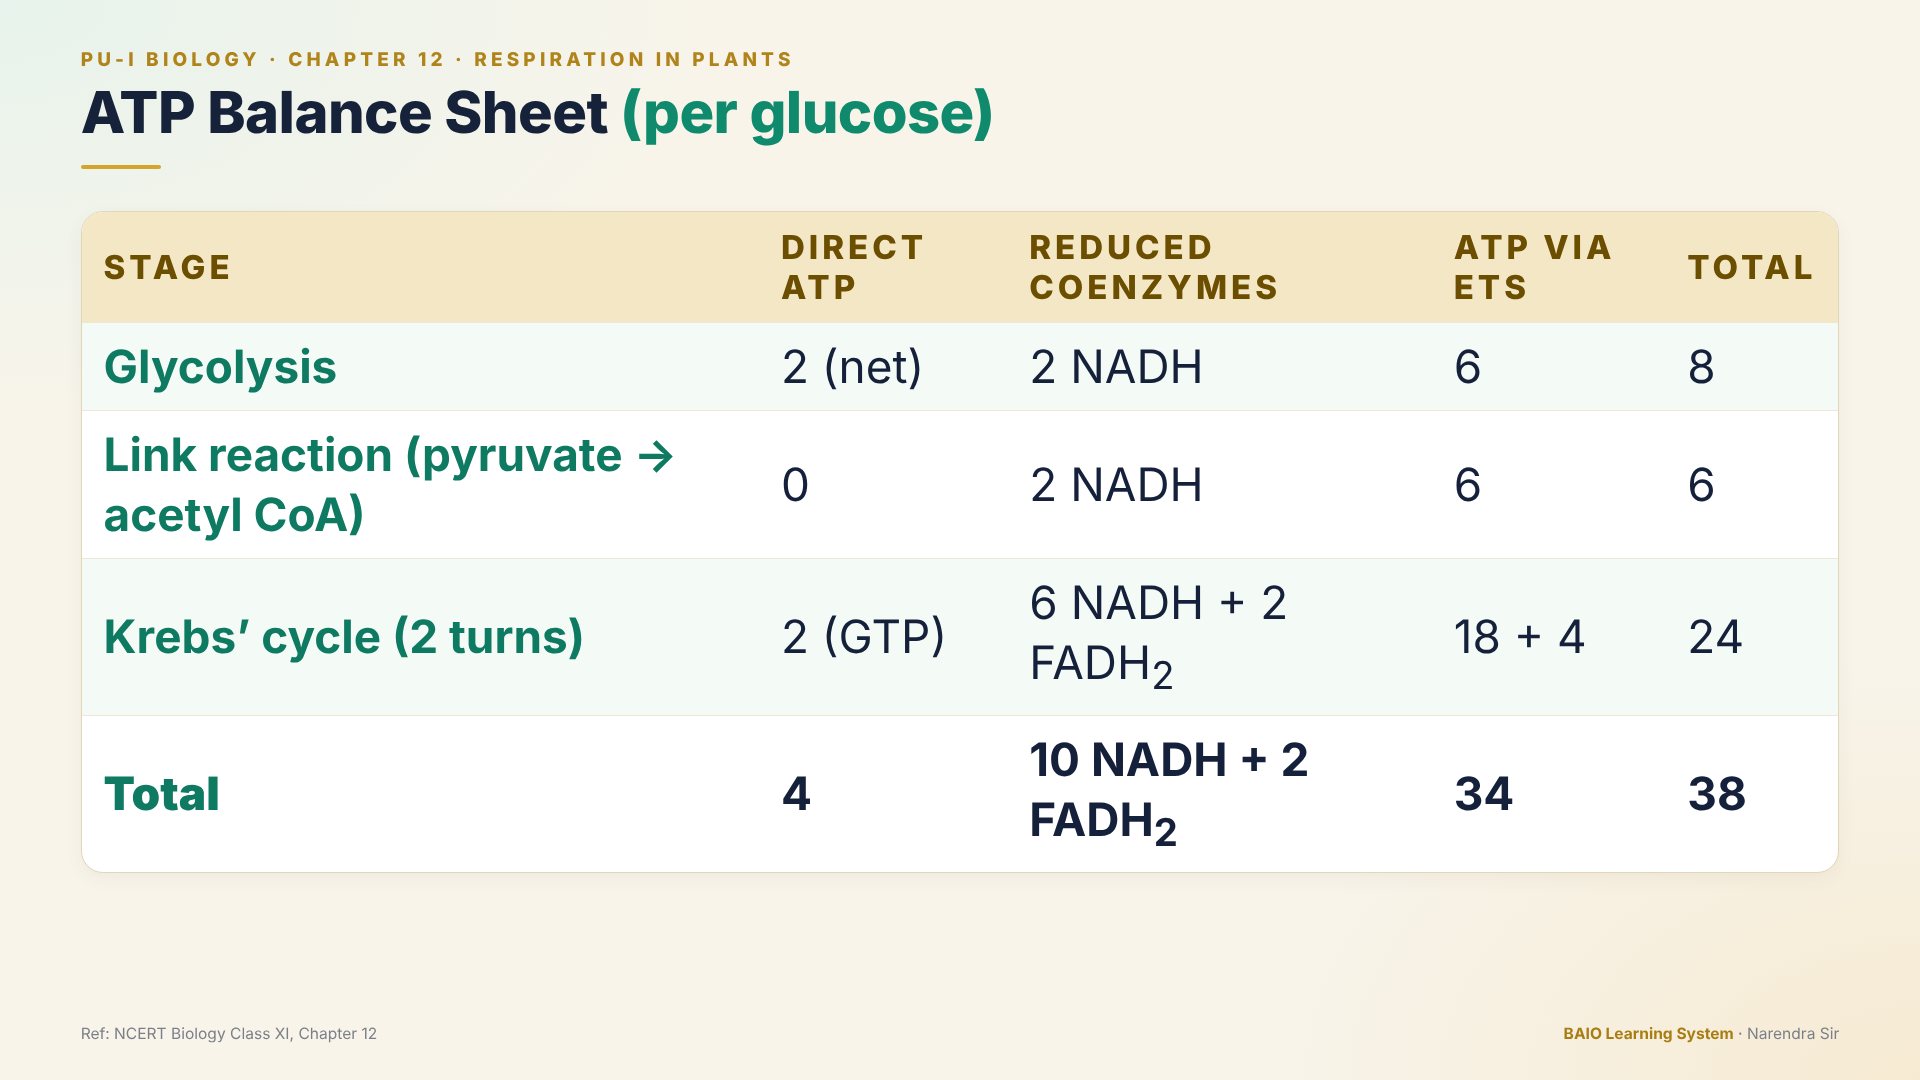 PU-I BIOLOGY · CHAPTER 12 · RESPIRATION IN PLANTS
ATP Balance Sheet (per glucose)
STAGE
DIRECT
ATP
REDUCED
COENZYMES
ATP VIA
ETS
TOTAL
Glycolysis
2 (net)
2 NADH
6
8
Link reaction (pyruvate →
acetyl CoA)
0
2 NADH
6
6
Krebs’ cycle (2 turns)
2 (GTP)
6 NADH + 2
FADH₂
18 + 4
24
Total
4
10 NADH + 2
FADH₂
34
38
Ref: NCERT Biology Class XI, Chapter 12
BAIO Learning System · Narendra Sir